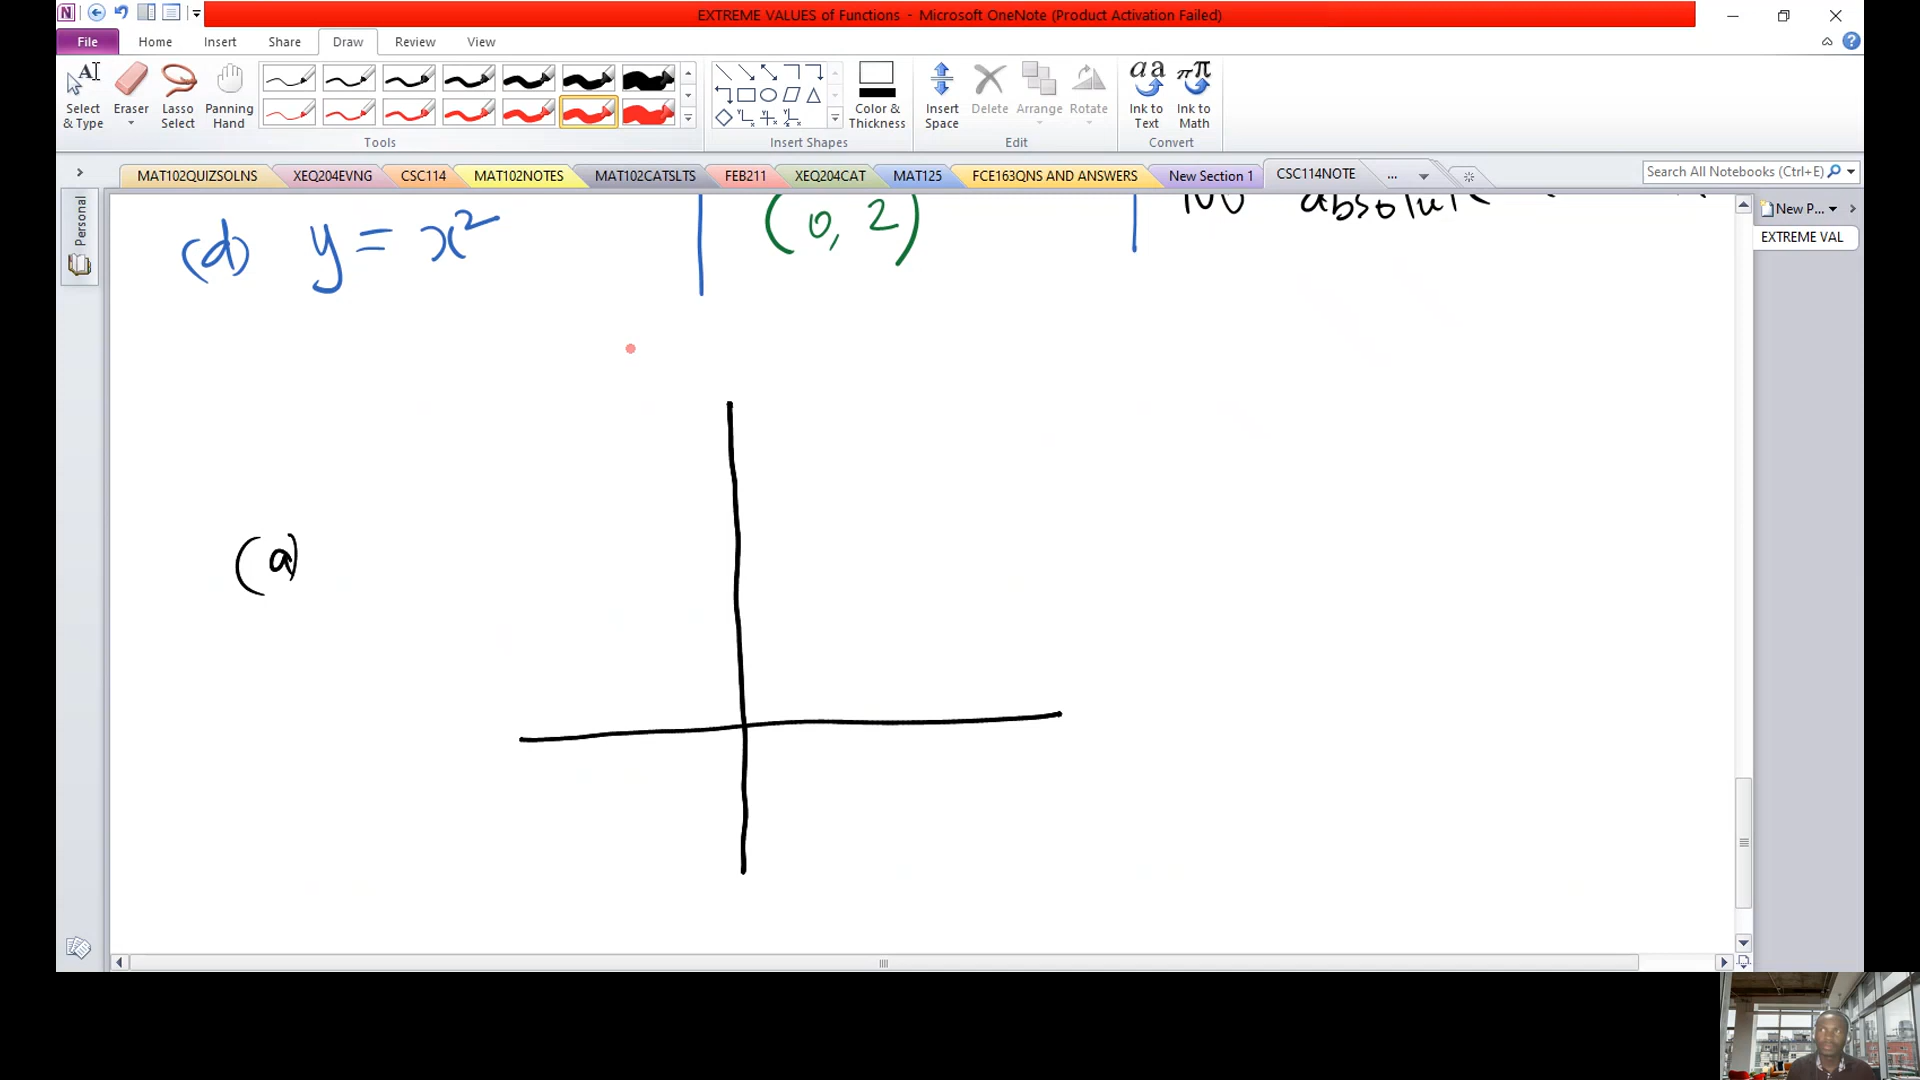 EXTREME VALUES of Functions - Microsoft OneNote (Product Activation Failed)
File Home Insert Share Draw Review View
Select & Type
Eraser
Lasso Select
Panning Hand
Color & Thickness
Insert Space
Delete
Arrange
Rotate
Ink to Text
Ink to Math
Tools
Insert Shapes
Edit
Convert
MAT102QUIZSOLNS XEQ204EVNG CSC114 MAT102NOTES MAT102CATSLTS FEB211 XEQ204CAT MAT125 FCE163QNS AND ANSWERS New Section 1 CSC114NOTE ...
Search All Notebooks (Ctrl+E)
Personal
New P...
EXTREME VAL
(d) y = x²
(0, 2)
No absolute
(a)